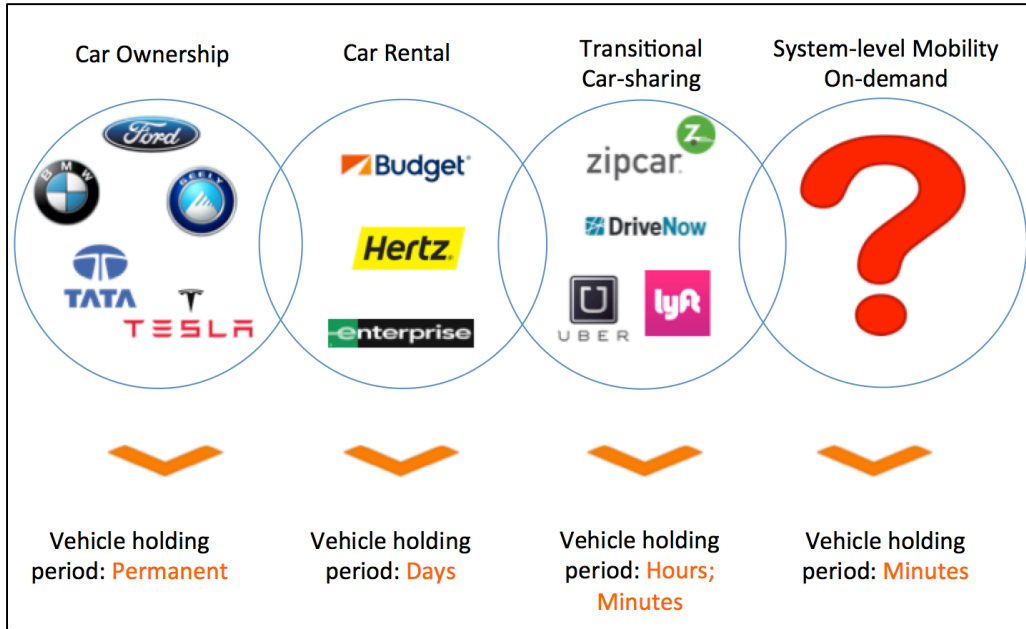 Car Ownership
Car Rental
Transitional
Car-sharing
System-level Mobility
On-demand
Ford
BMW
GEELY
TATA
TESLA
Budget®
Hertz.
enterprise
Z
zipcar.
DriveNow
U
UBER
lyft
?
Vehicle holding
period: Permanent
Vehicle holding
period: Days
Vehicle holding
period: Hours;
Minutes
Vehicle holding
period: Minutes